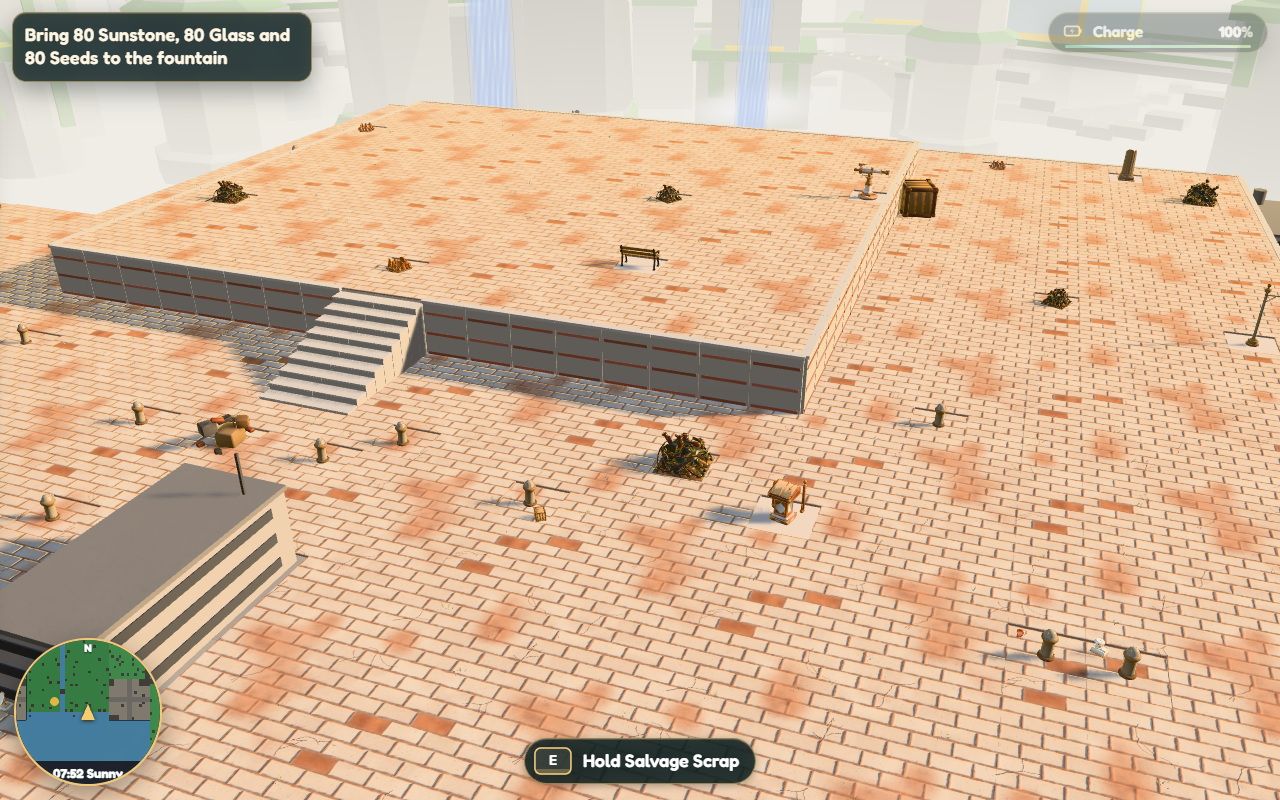 Bring 80 Sunstone, 80 Glass and
80 Seeds to the fountain
Charge 100%
N
07:52 Sunny
E Hold Salvage Scrap